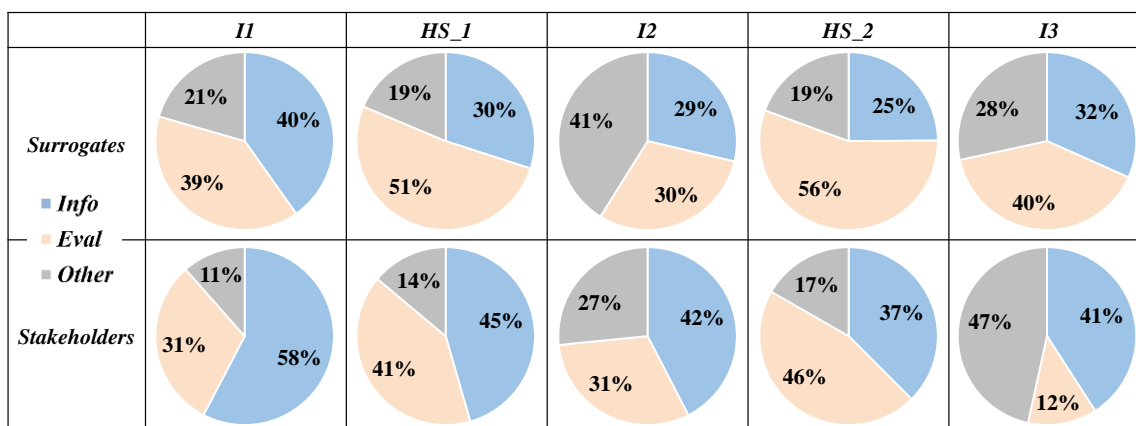 I1 HS_1 I2 HS_2 I3
Surrogates
21% 40% 39%
19% 30% 51%
41% 29% 30%
19% 25% 56%
28% 32% 40%
Info
Eval
Other
Stakeholders
11% 31% 58%
14% 45% 41%
27% 42% 31%
17% 37% 46%
47% 41% 12%